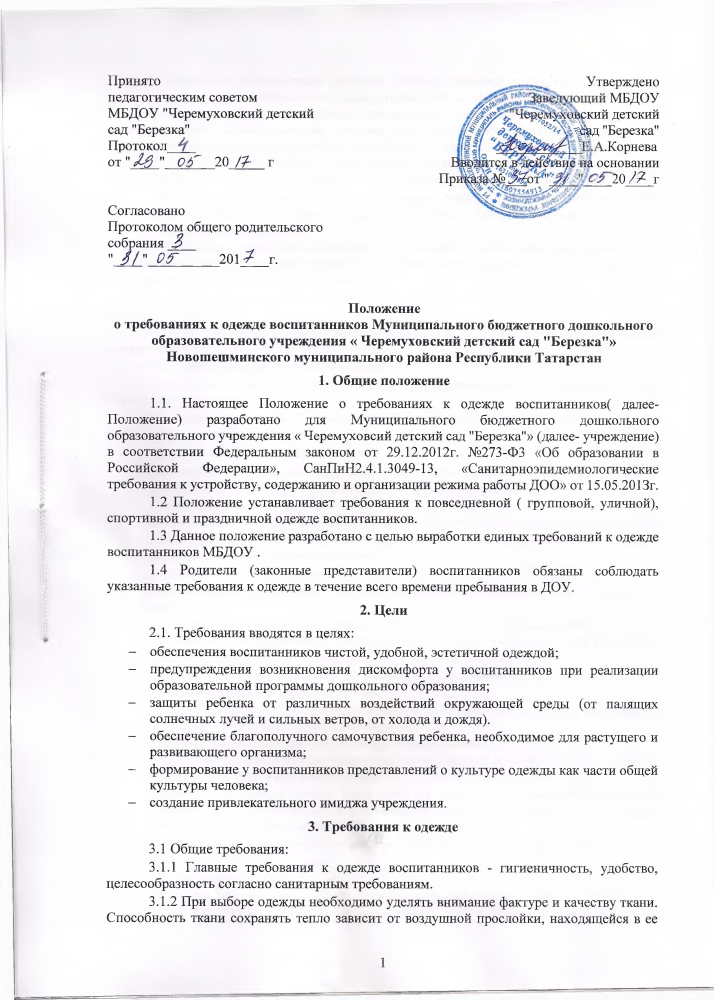 Принято
педагогическим советом
МБДОУ "Черемуховский детский
сад "Березка"
Протокол 4
от "29" 05 20 17 г
Утверждено
Заведующий МБДОУ
"Черемуховский детский
сад "Березка"
Е.А.Корнева
Вводится в действие на основании
Приказа № 37 от "31" 05 20 17 г
Согласовано
Протоколом общего родительского
собрания 3
"31" 05 2017 г.
Положение
о требованиях к одежде воспитанников Муниципального бюджетного дошкольного
образовательного учреждения « Черемуховский детский сад "Березка"»
Новошешминского муниципального района Республики Татарстан
1. Общие положение
1.1. Настоящее Положение о требованиях к одежде воспитанников( далее-
Положение) разработано для Муниципального бюджетного дошкольного
образовательного учреждения « Черемуховсий детский сад "Березка"» (далее- учреждение)
в соответствии Федеральным законом от 29.12.2012г. №273-ФЗ «Об образовании в
Российской Федерации», СанПиН2.4.1.3049-13, «Санитарноэпидемиологические
требования к устройству, содержанию и организации режима работы ДОО» от 15.05.2013г.
1.2 Положение устанавливает требования к повседневной ( групповой, уличной),
спортивной и праздничной одежде воспитанников.
1.3 Данное положение разработано с целью выработки единых требований к одежде
воспитанников МБДОУ .
1.4 Родители (законные представители) воспитанников обязаны соблюдать
указанные требования к одежде в течение всего времени пребывания в ДОУ.
2. Цели
2.1. Требования вводятся в целях:
– обеспечения воспитанников чистой, удобной, эстетичной одеждой;
– предупреждения возникновения дискомфорта у воспитанников при реализации
образовательной программы дошкольного образования;
– защиты ребенка от различных воздействий окружающей среды (от палящих
солнечных лучей и сильных ветров, от холода и дождя).
– обеспечение благополучного самочувствия ребенка, необходимое для растущего и
развивающего организма;
– формирование у воспитанников представлений о культуре одежды как части общей
культуры человека;
– создание привлекательного имиджа учреждения.
3. Требования к одежде
3.1 Общие требования:
3.1.1 Главные требования к одежде воспитанников - гигиеничность, удобство,
целесообразность согласно санитарным требованиям.
3.1.2 При выборе одежды необходимо уделять внимание фактуре и качеству ткани.
Способность ткани сохранять тепло зависит от воздушной прослойки, находящейся в ее
1